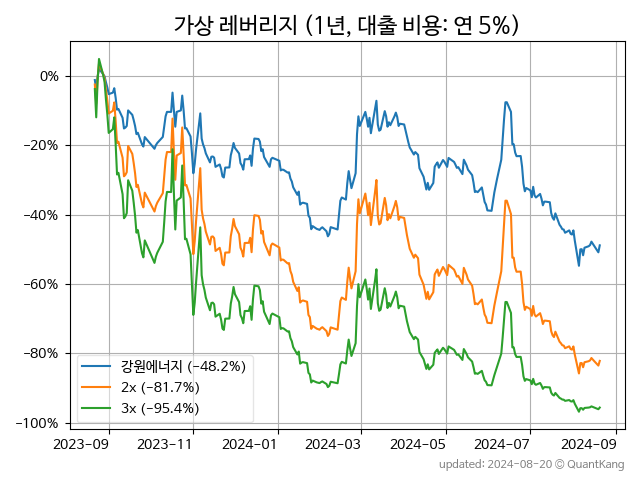 가상 레버리지 (1년, 대출 비용: 연 5%)
0%
−20%
−40%
−60%
−80%
−100%
강원에너지 (−48.2%)
2x (−81.7%)
3x (−95.4%)
2023-09 2023-11 2024-01 2024-03 2024-05 2024-07 2024-09
updated: 2024-08-20 © QuantKang